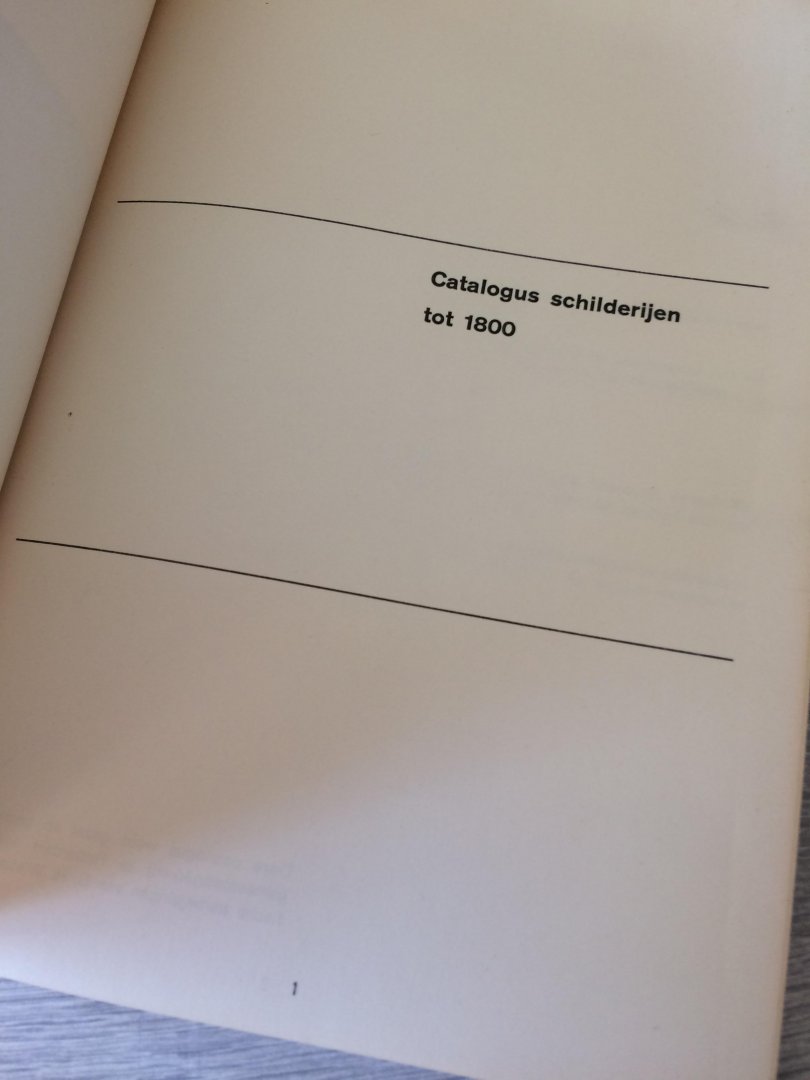 Catalogus schilderijen
tot 1800
1